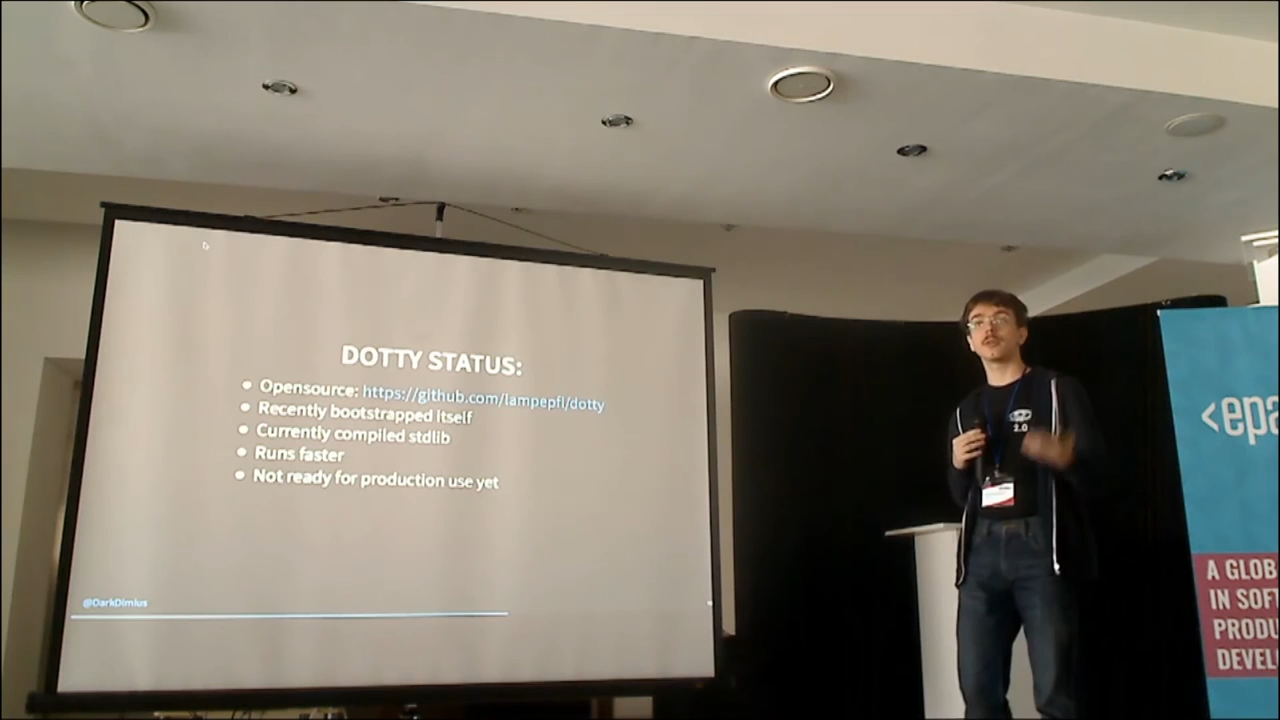 DOTTY STATUS:
Opensource: https://github.com/lampepfl/dotty
Recently bootstrapped itself
Currently compiled stdlib
Runs faster
Not ready for production use yet
@DarkDimius
2.0
<epa
A GLOB
IN SOFT
PRODU
DEVEL